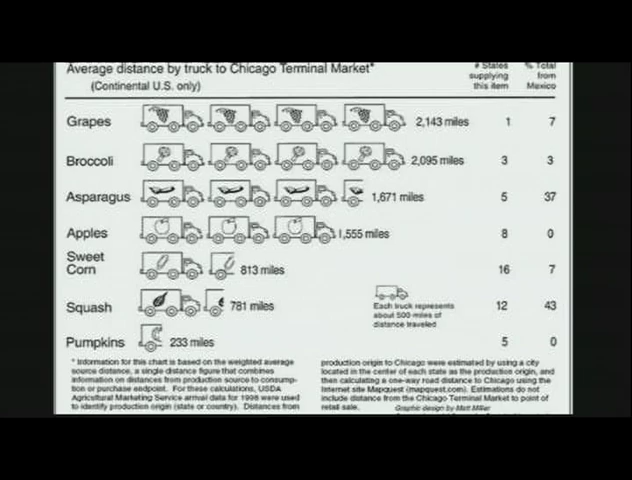 Average distance by truck to Chicago Terminal Market*
(Continental U.S. only)
# States
supplying
this item
% Total
from
Mexico
Grapes 2,143 miles 1 7
Broccoli 2,095 miles 3 3
Asparagus 1,671 miles 5 37
Apples 1,555 miles 8 0
Sweet
Corn 813 miles 16 7
Squash 781 miles 12 43
Each truck represents
about 500 miles of
distance traveled
Pumpkins 233 miles 5 0
* Information for this chart is based on the weighted average
source distance, a single distance figure that combines
information on distances from production source to consump-
tion or purchase endpoint. For these calculations, USDA
Agricultural Marketing Service arrival data for 1998 were used
to identify production origin (state or country). Distances from
production origin to Chicago were estimated by using a city
located in the center of each state as the production origin, and
then calculating a one-way road distance to Chicago using the
Internet site Mapquest (mapquest.com). Estimations do not
include distance from the Chicago Terminal Market to point of
retail sale.
Graphic design by Matt Miller